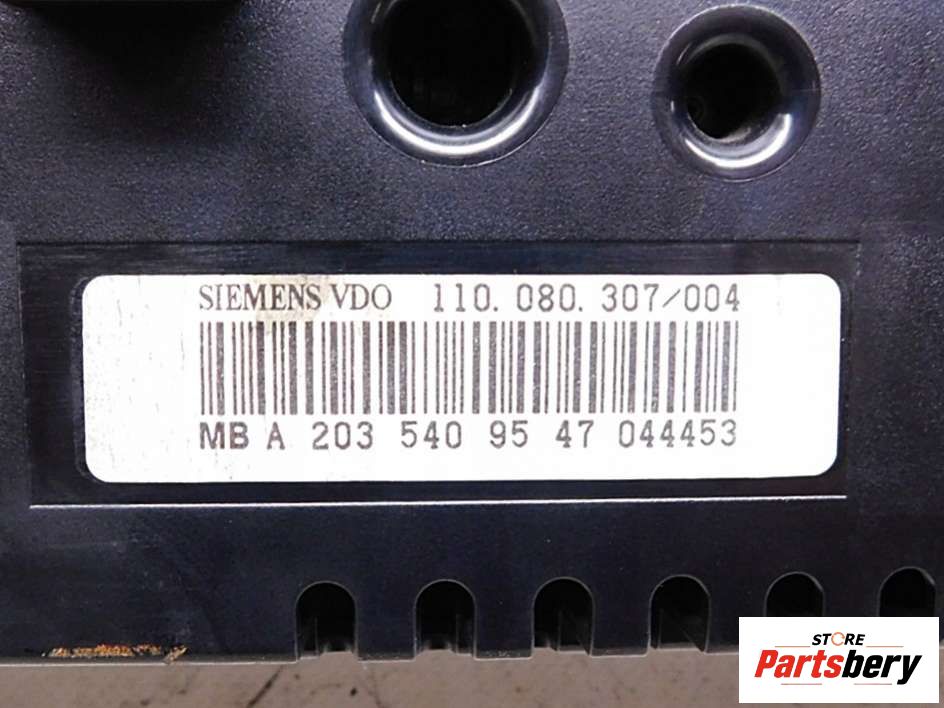 SIEMENS VDO 110. 080. 307/004
MB A 203 540 95 47 044453
STORE
Partsbery